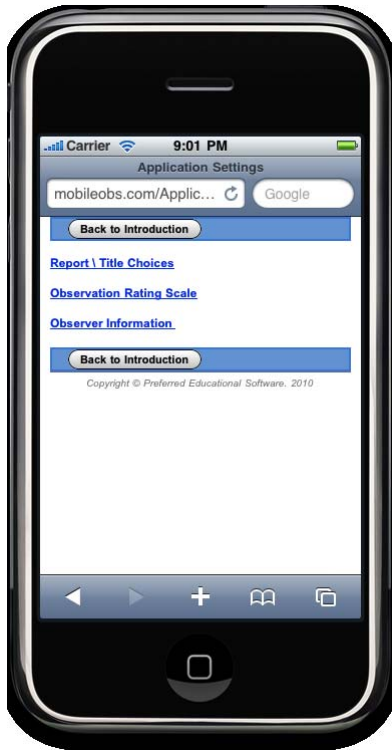 Carrier 9:01 PM
Application Settings
mobileobs.com/Applic... Google
Back to Introduction
Report \ Title Choices
Observation Rating Scale
Observer Information
Back to Introduction
Copyright © Preferred Educational Software. 2010